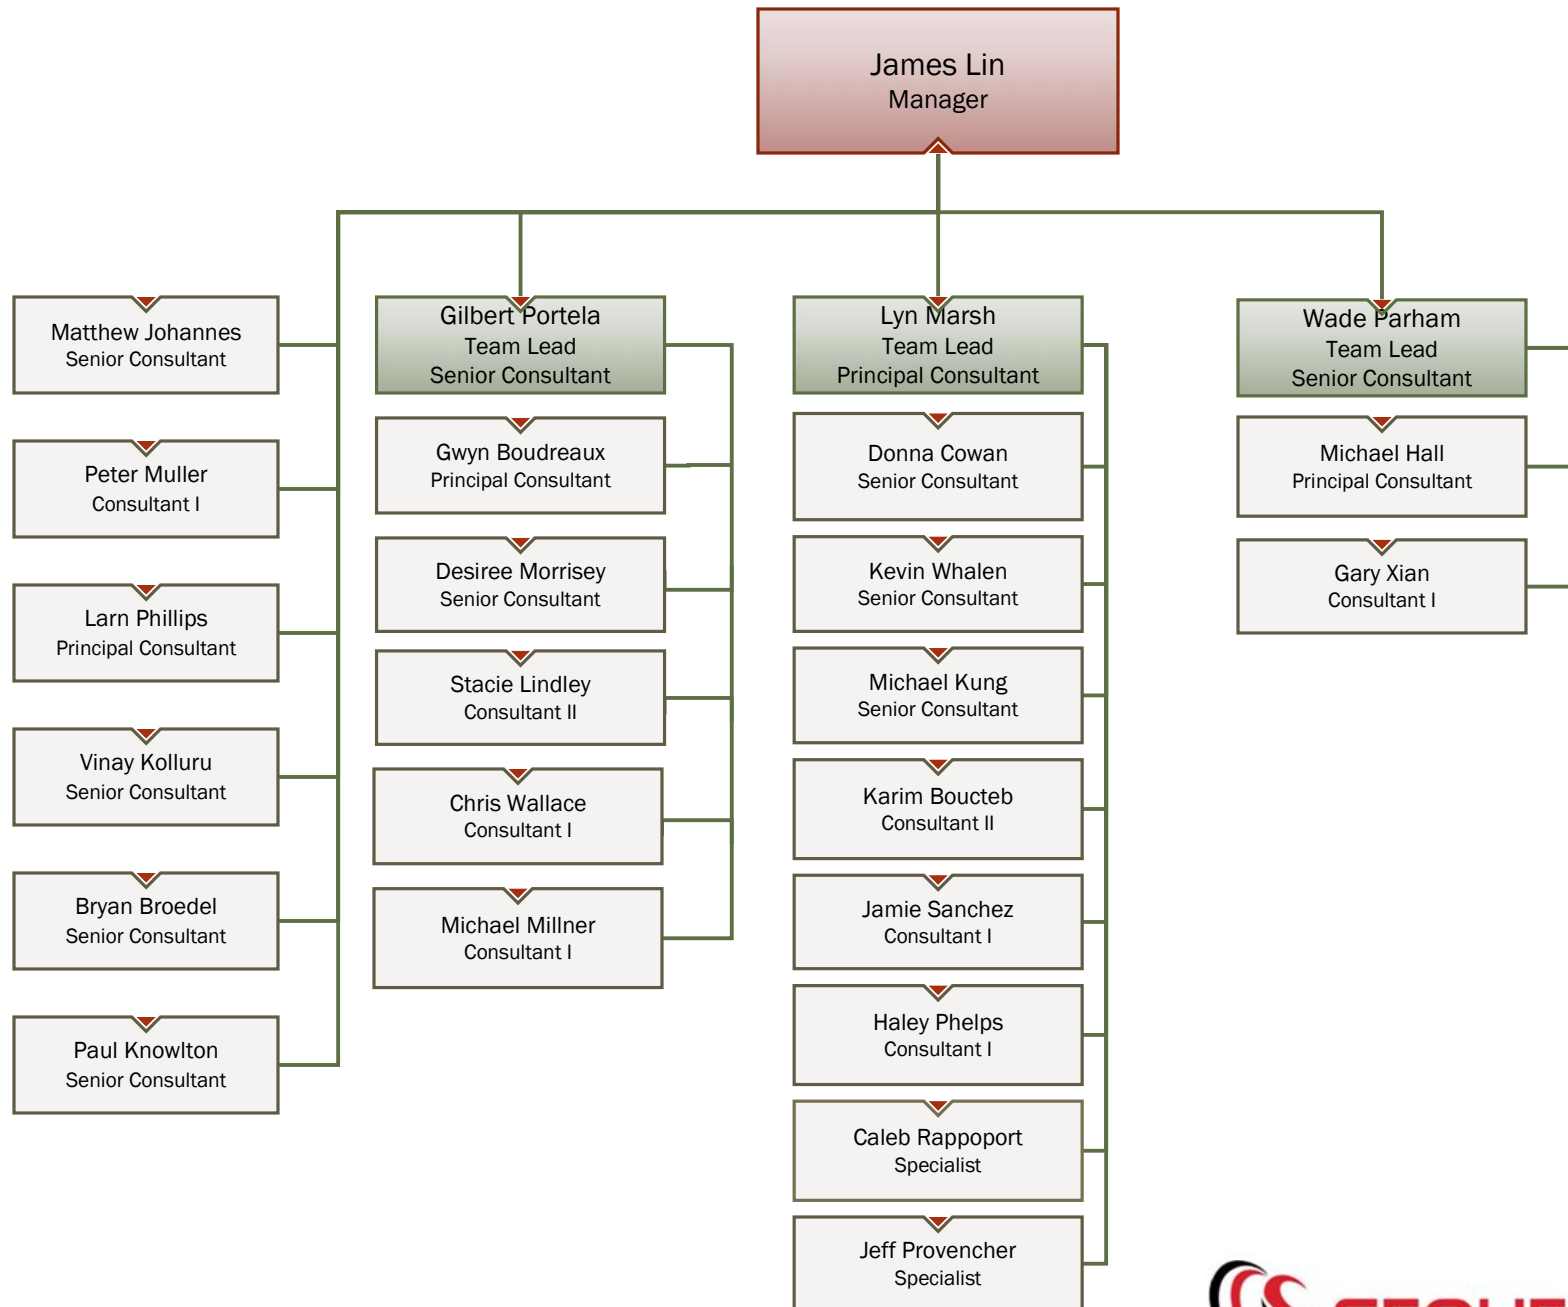 James Lin
Manager
Matthew Johannes
Senior Consultant
Peter Muller
Consultant I
Larn Phillips
Principal Consultant
Vinay Kolluru
Senior Consultant
Bryan Broedel
Senior Consultant
Paul Knowlton
Senior Consultant
Gilbert Portela
Team Lead
Senior Consultant
Gwyn Boudreaux
Principal Consultant
Desiree Morrisey
Senior Consultant
Stacie Lindley
Consultant II
Chris Wallace
Consultant I
Michael Millner
Consultant I
Lyn Marsh
Team Lead
Principal Consultant
Donna Cowan
Senior Consultant
Kevin Whalen
Senior Consultant
Michael Kung
Senior Consultant
Karim Boucteb
Consultant II
Jamie Sanchez
Consultant I
Haley Phelps
Consultant I
Caleb Rappoport
Specialist
Jeff Provencher
Specialist
Wade Parham
Team Lead
Senior Consultant
Michael Hall
Principal Consultant
Gary Xian
Consultant I